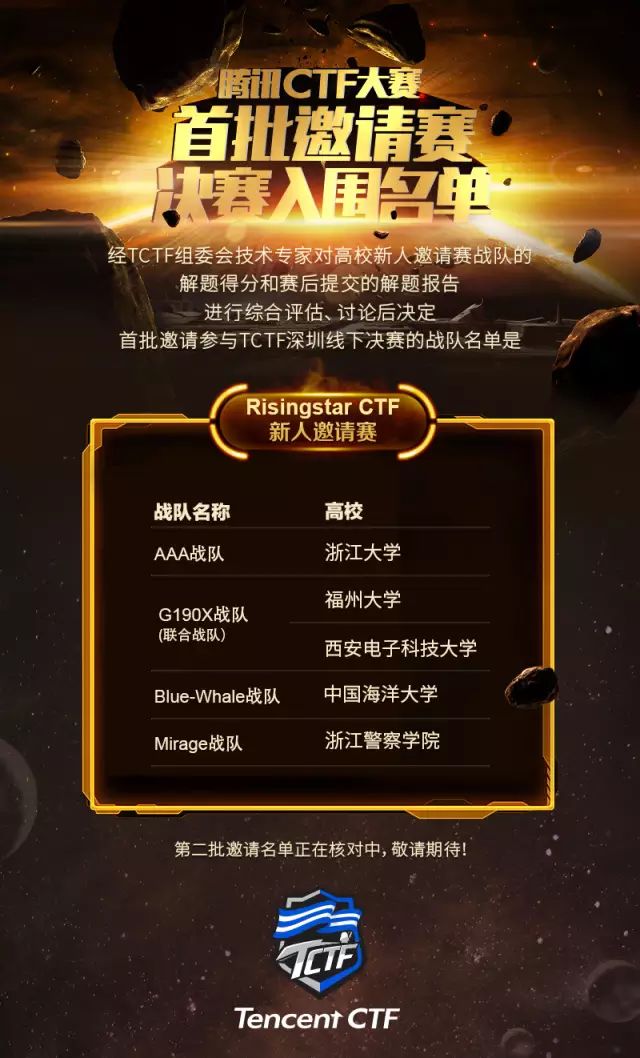 腾讯CTF大赛
首批邀请赛
决赛入围名单
经TCTF组委会技术专家对高校新人邀请赛战队的
解题得分和赛后提交的解题报告
进行综合评估、讨论后决定
首批邀请参与TCTF深圳线下决赛的战队名单是
Risingstar CTF
新人邀请赛
战队名称 高校
AAA战队 浙江大学
G190X战队 福州大学
(联合战队) 西安电子科技大学
Blue-Whale战队 中国海洋大学
Mirage战队 浙江警察学院
第二批邀请名单正在核对中，敬请期待！
TCTF
Tencent CTF